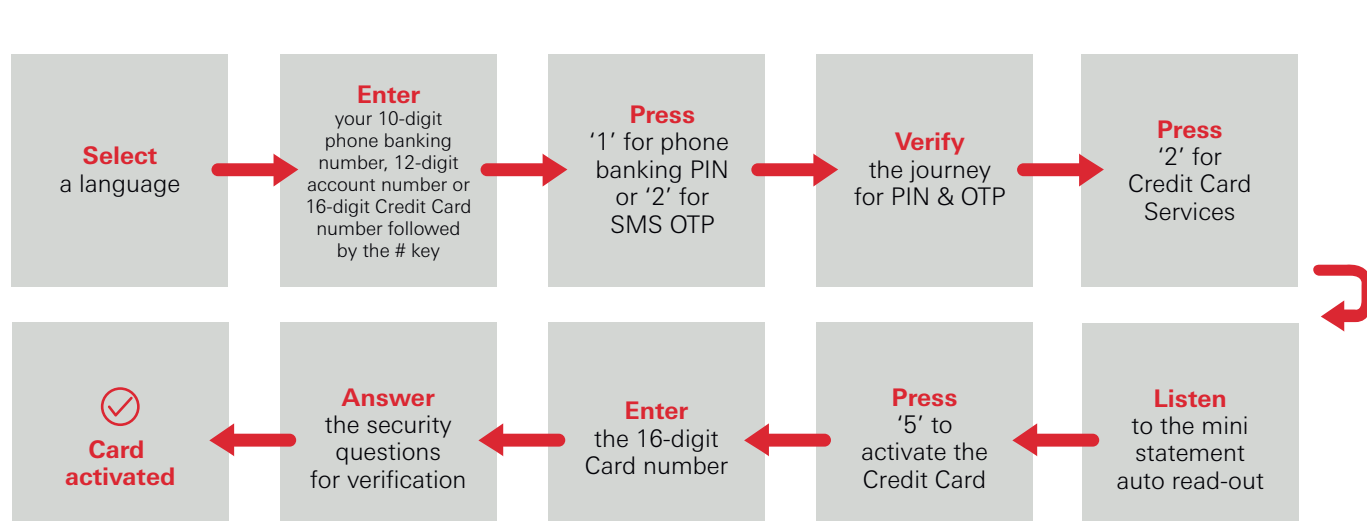 Select
a language
Enter
your 10-digit
phone banking
number, 12-digit
account number or
16-digit Credit Card
number followed
by the # key
Press
‘1’ for phone
banking PIN
or ‘2’ for
SMS OTP
Verify
the journey
for PIN & OTP
Press
‘2’ for
Credit Card
Services
Listen
to the mini
statement
auto read-out
Press
‘5’ to
activate the
Credit Card
Enter
the 16-digit
Card number
Answer
the security
questions
for verification
Card
activated